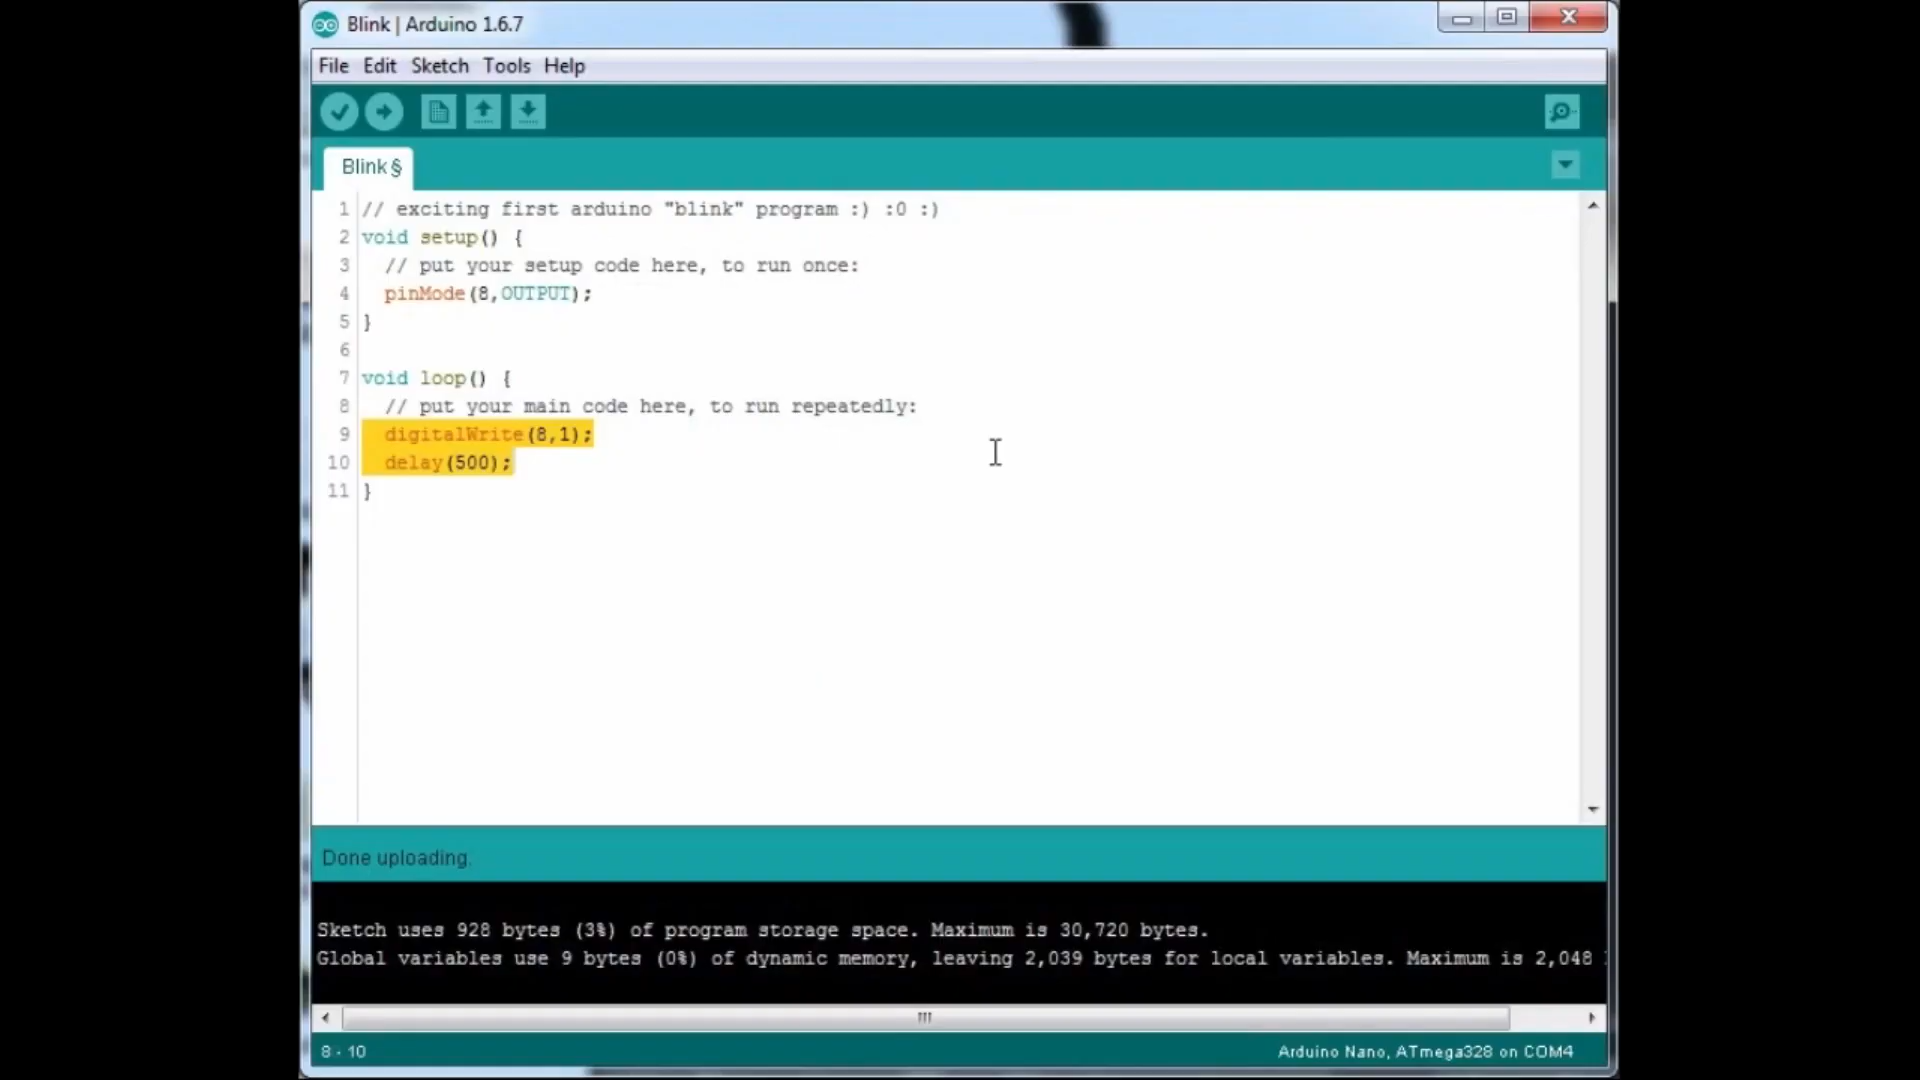 Blink | Arduino 1.6.7
File Edit Sketch Tools Help
Blink §
1 // exciting first arduino "blink" program :) :0 :)
2 void setup() {
3 // put your setup code here, to run once:
4 pinMode(8,OUTPUT);
5 }
6
7 void loop() {
8 // put your main code here, to run repeatedly:
9 digitalWrite(8,1);
10 delay(500);
11 }
Done uploading.
Sketch uses 928 bytes (3%) of program storage space. Maximum is 30,720 bytes.
Global variables use 9 bytes (0%) of dynamic memory, leaving 2,039 bytes for local variables. Maximum is 2,048
8 - 10 Arduino Nano, ATmega328 on COM4